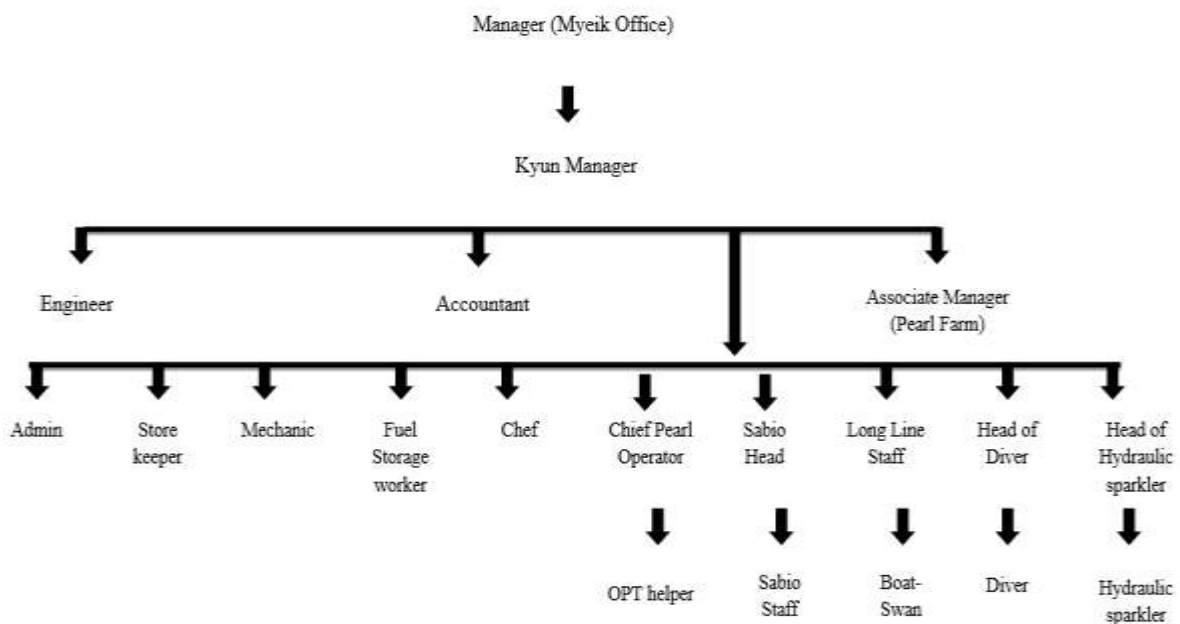 Manager (Myeik Office)
Kyun Manager
Engineer
Accountant
Associate Manager
(Pearl Farm)
Admin
Store
keeper
Mechanic
Fuel
Storage
worker
Chef
Chief Pearl
Operator
Sabio
Head
Long Line
Staff
Head of
Diver
Head of
Hydraulic
sparkler
OPT helper
Sabio
Staff
Boat-
Swan
Diver
Hydraulic
sparkler